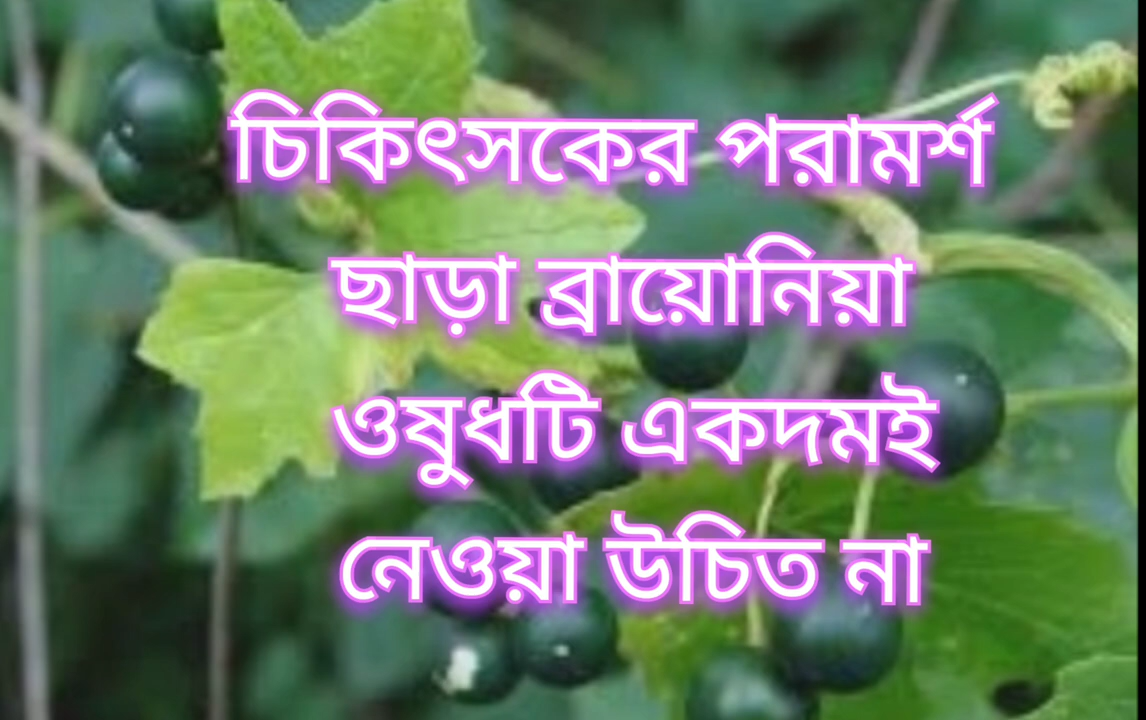 চিকিৎসকের পরামর্শ
ছাড়া ব্রায়োনিয়া
ওষুধটি একদমই
নেওয়া উচিত না